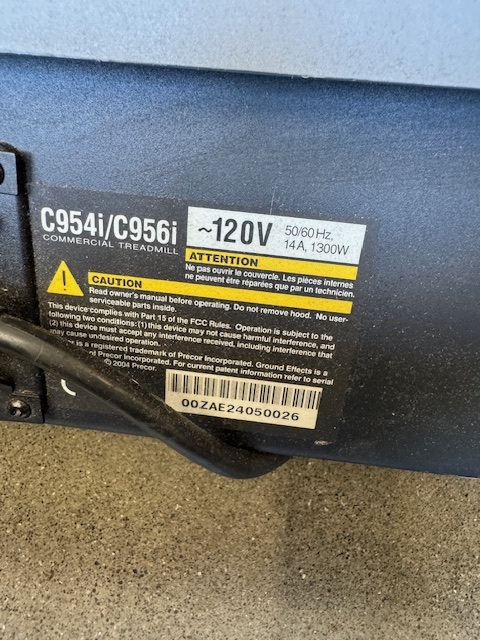 C954i/C956i
COMMERCIAL TREADMILL
~120V
50/60 Hz,
14 A, 1300W
ATTENTION
Ne pas ouvrir le couvercle. Les pièces internes
ne peuvent être réparées que par un technicien.
CAUTION
Read owner's manual before operating. Do not remove hood. No user-
serviceable parts inside.
This device complies with Part 15 of the FCC Rules. Operation is subject to the
following two conditions: (1) this device may not cause harmful interference, and
(2) this device must accept any interference received, including interference that
may cause undesired operation.
is a registered trademark of Precor Incorporated. Ground Effects is a
of Precor Incorporated. For current patent information refer to serial
© 2004 Precor.
00ZAE24050026